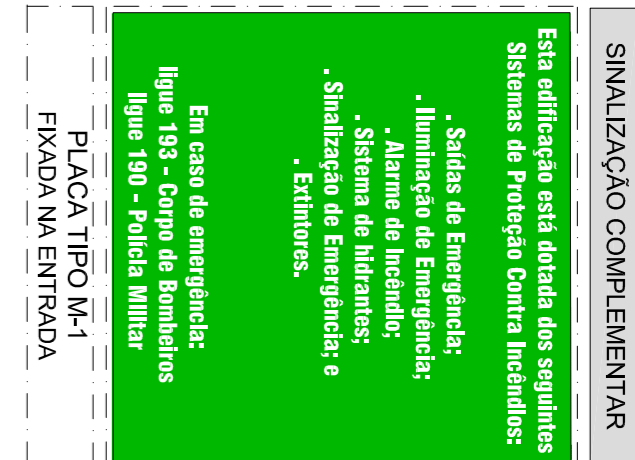 SINALIZAÇÃO COMPLEMENTAR
Esta edificação está dotada dos seguintes
Sistemas de Proteção Contra Incêndios:
. Saídas de Emergência;
. Iluminação de Emergência;
. Alarme de Incêndio;
. Sistema de hidrantes;
. Sinalização de Emergência; e
. Extintores.
Em caso de emergência:
ligue 193 - Corpo de Bombeiros
ligue 190 - Polícia Militar
PLACA TIPO M-1
FIXADA NA ENTRADA